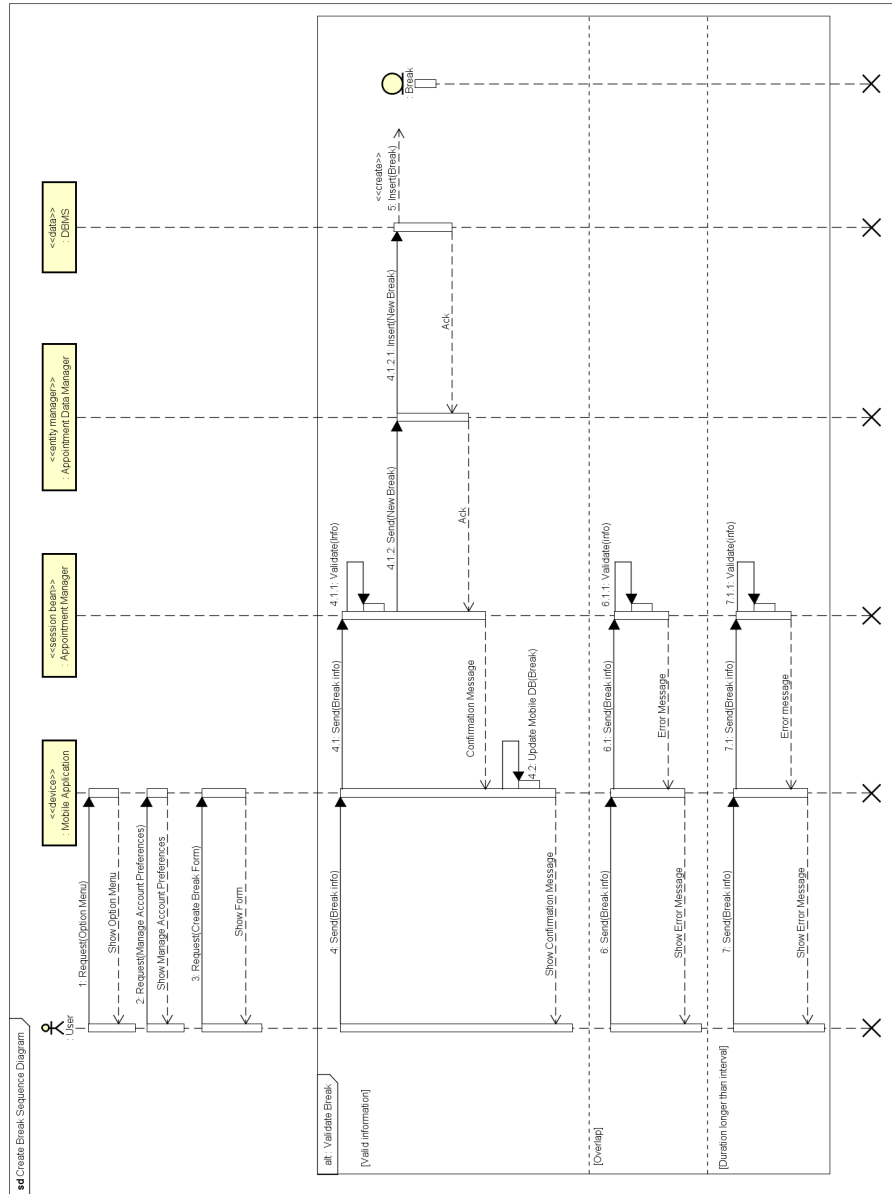 sd Create Break Sequence Diagram
: User
<<device>>
: Mobile Application
<<session bean>>
: Appointment Manager
<<entity manager>>
: Appointment Data Manager
<<data>>
: DBMS
1: Request(Option Menu)
Show Option Menu
2: Request(Manage Account Preferences)
Show Manage Account Preferences
3: Request(Create Break Form)
Show Form
alt : Validate Break
[Valid information]
4: Send(Break info)
4.1: Send(Break info)
4.1.1: Validate(Info)
4.1.2: Send(New Break)
4.1.2.1: Insert(New Break)
<<create>>
5: Insert(Break)
: Break
Ack
Ack
Confirmation Message
4.2: Update Mobile DB(Break)
Show Confirmation Message
[Overlap]
6: Send(Break info)
6.1: Send(Break info)
6.1.1: Validate(info)
Error Message
Show Error Message
[Duration longer than interval]
7: Send(Break info)
7.1: Send(Break info)
7.1.1: Validate(info)
Error message
Show Error Message